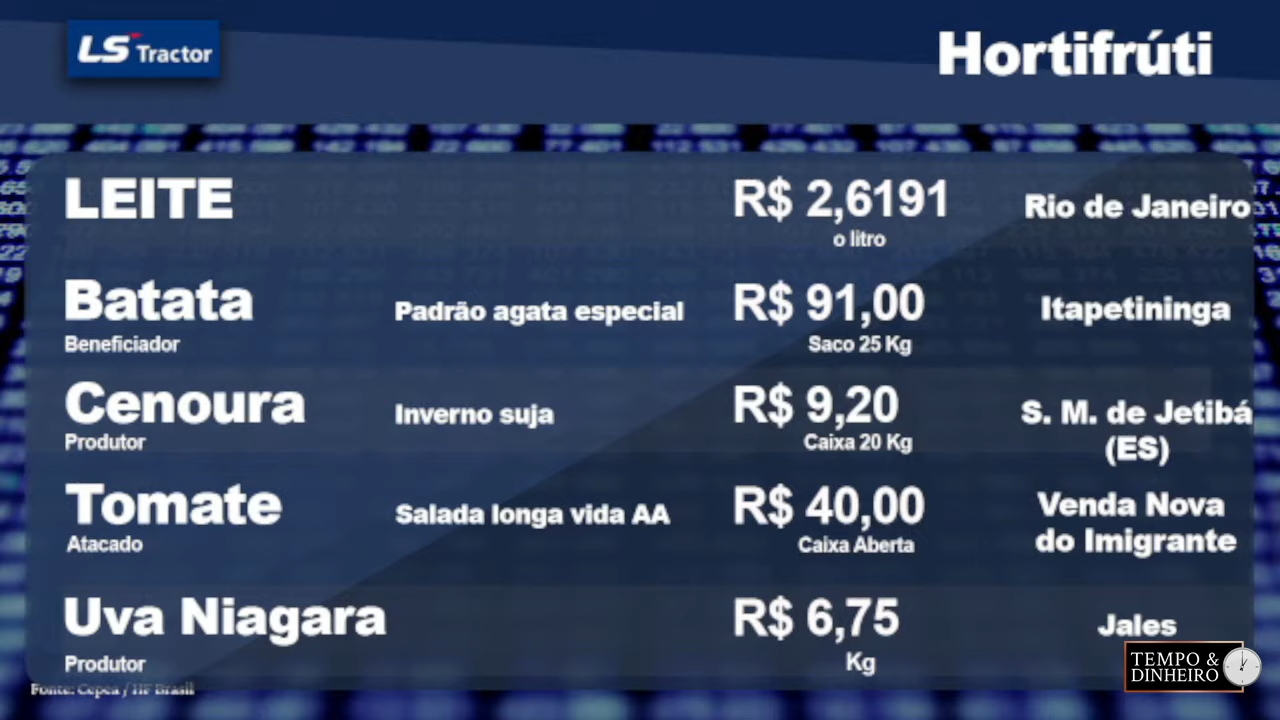 LS Tractor
Hortifrúti
LEITE R$ 2,6191 Rio de Janeiro
o litro
Batata Padrão agata especial R$ 91,00 Itapetininga
Beneficiador Saco 25 Kg
Cenoura Inverno suja R$ 9,20 S. M. de Jetibá
Produtor Caixa 20 Kg (ES)
Tomate Salada longa vida AA R$ 40,00 Venda Nova
Atacado Caixa Aberta do Imigrante
Uva Niagara R$ 6,75 Jales
Produtor Kg
Fonte: Cepea / HF Brasil
TEMPO &
DINHEIRO